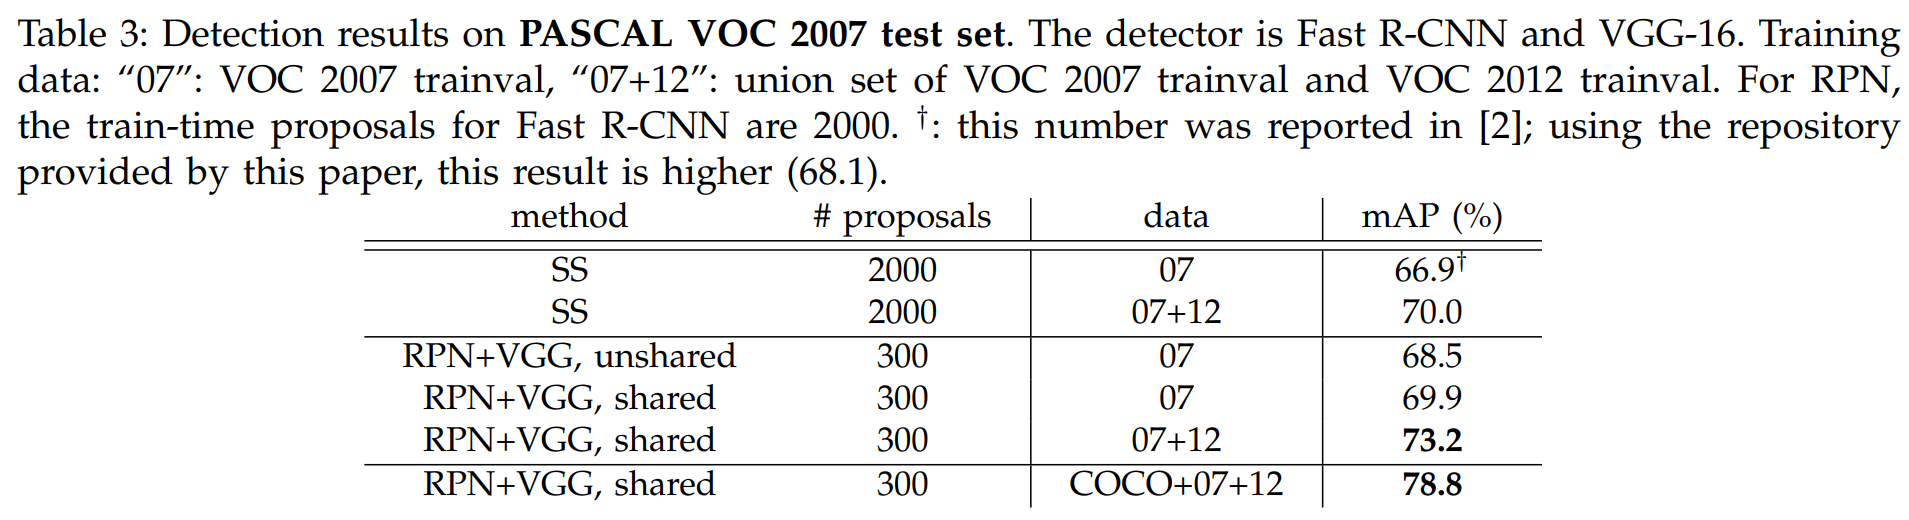 Table 3: Detection results on PASCAL VOC 2007 test set. The detector is Fast R-CNN and VGG-16. Training
data: “07”: VOC 2007 trainval, “07+12”: union set of VOC 2007 trainval and VOC 2012 trainval. For RPN,
the train-time proposals for Fast R-CNN are 2000. †: this number was reported in [2]; using the repository
provided by this paper, this result is higher (68.1).
method # proposals data mAP (%)
SS 2000 07 66.9†
SS 2000 07+12 70.0
RPN+VGG, unshared 300 07 68.5
RPN+VGG, shared 300 07 69.9
RPN+VGG, shared 300 07+12 73.2
RPN+VGG, shared 300 COCO+07+12 78.8